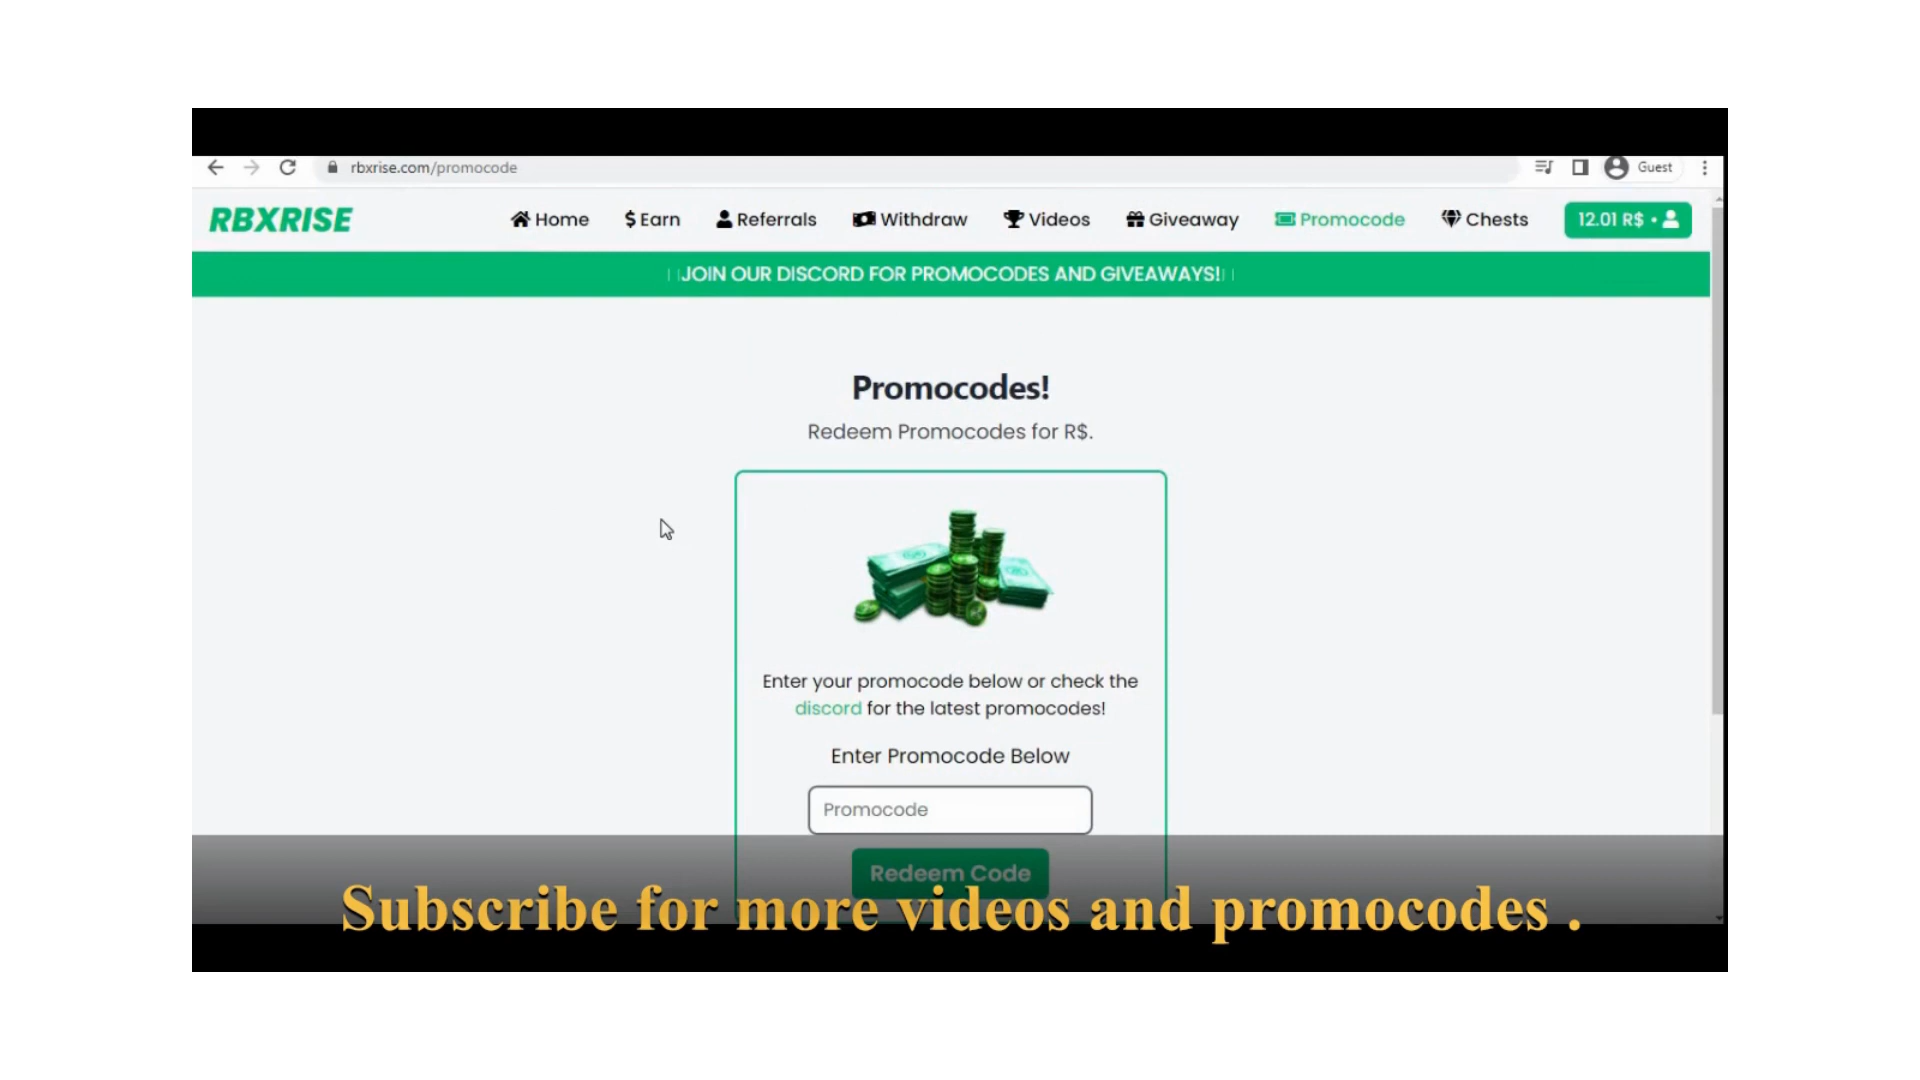 rbxrise.com/promocode
Guest
RBXRISE
Home
Earn
Referrals
Withdraw
Videos
Giveaway
Promocode
Chests
12.01 R$ •
JOIN OUR DISCORD FOR PROMOCODES AND GIVEAWAYS!
Promocodes!
Redeem Promocodes for R$.
Enter your promocode below or check the
discord for the latest promocodes!
Enter Promocode Below
Promocode
Redeem Code
Subscribe for more videos and promocodes .